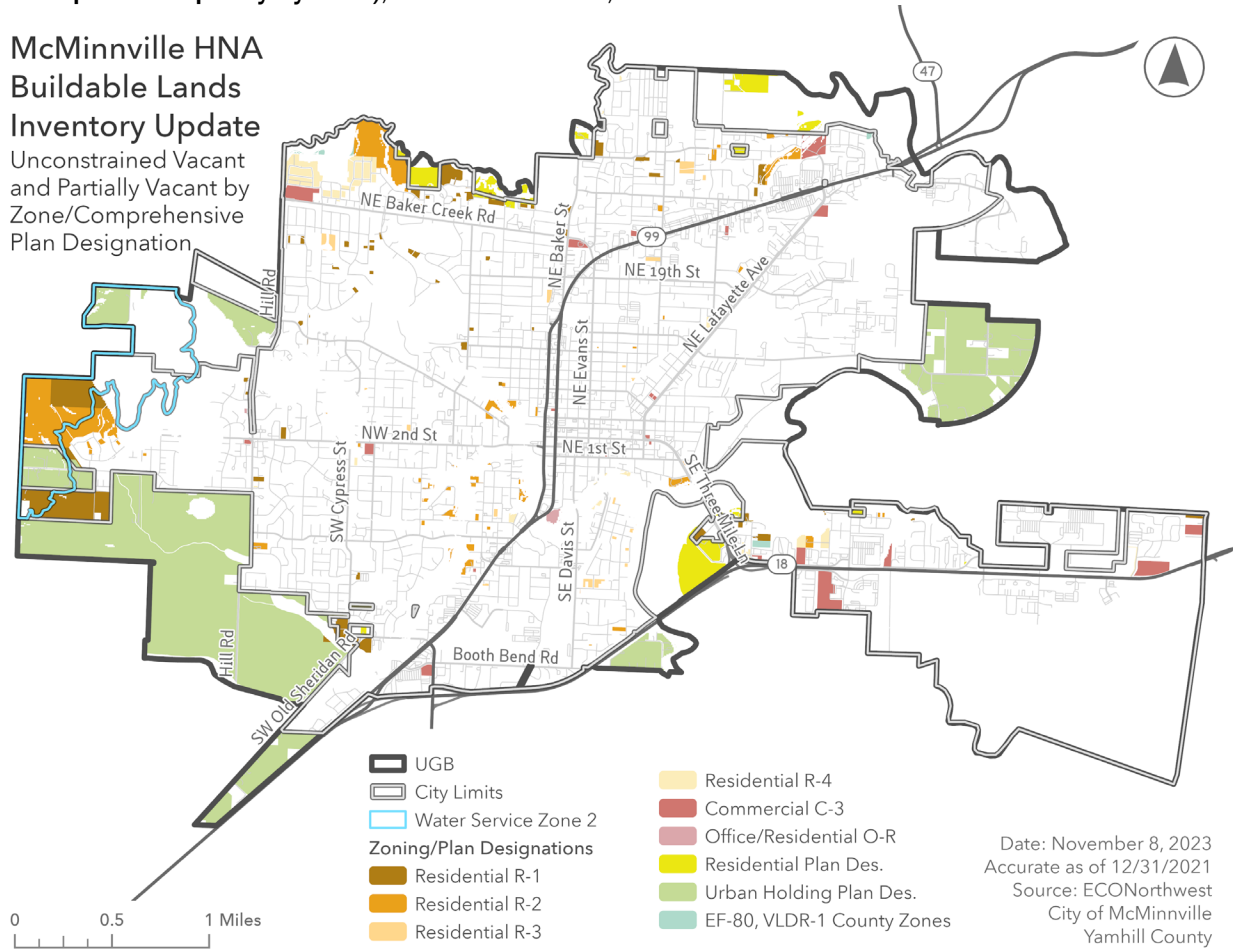 McMinnville HNA
Buildable Lands
Inventory Update
Unconstrained Vacant
and Partially Vacant by
Zone/Comprehensive
Plan Designation
47
NE Baker Creek Rd
NE Baker St
99
NE 19th St
Hill Rd
NE Lafayette Ave
NE Evans St
NW 2nd St
NE 1st St
SW Cypress St
SE Three Mile Ln
SE Davis St
18
Hill Rd
Booth Bend Rd
SW Old Sheridan Rd
UGB
City Limits
Water Service Zone 2
Zoning/Plan Designations
Residential R-1
Residential R-2
Residential R-3
Residential R-4
Commercial C-3
Office/Residential O-R
Residential Plan Des.
Urban Holding Plan Des.
EF-80, VLDR-1 County Zones
Date: November 8, 2023
Accurate as of 12/31/2021
Source: ECONorthwest
City of McMinnville
Yamhill County
0 0.5 1 Miles